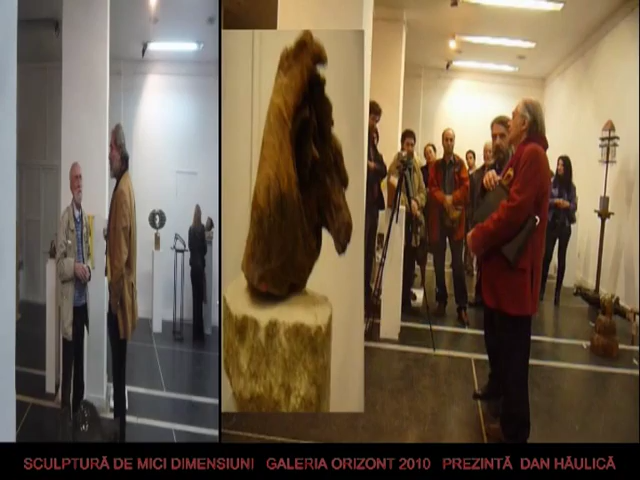 SCULPTURĂ DE MICI DIMENSIUNI GALERIA ORIZONT 2010 PREZINTĂ DAN HĂULICĂ